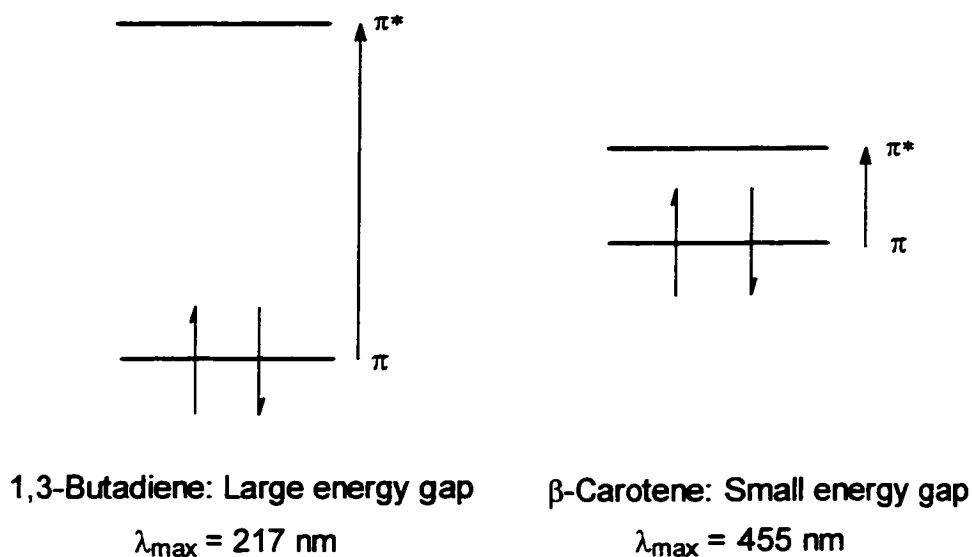 π*
π
π*
π
1,3-Butadiene: Large energy gap
λmax = 217 nm
β-Carotene: Small energy gap
λmax = 455 nm